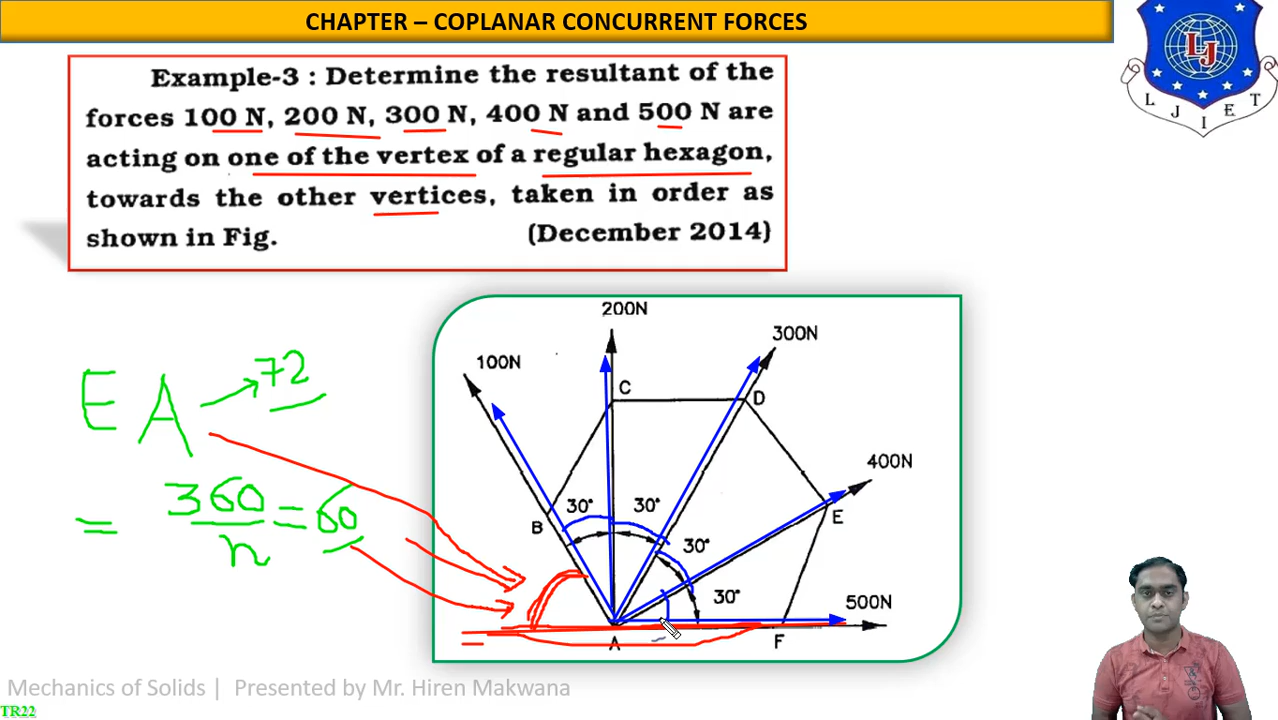 CHAPTER – COPLANAR CONCURRENT FORCES
LJ
L J I E T
Example-3 : Determine the resultant of the
forces 100 N, 200 N, 300 N, 400 N and 500 N are
acting on one of the vertex of a regular hexagon,
towards the other vertices, taken in order as
shown in Fig. (December 2014)
200N
300N
100N
C
D
400N
E
B
30° 30°
30°
30°
500N
A
F
E A 72
= 360/n = 60
Mechanics of Solids | Presented by Mr. Hiren Makwana
TR22